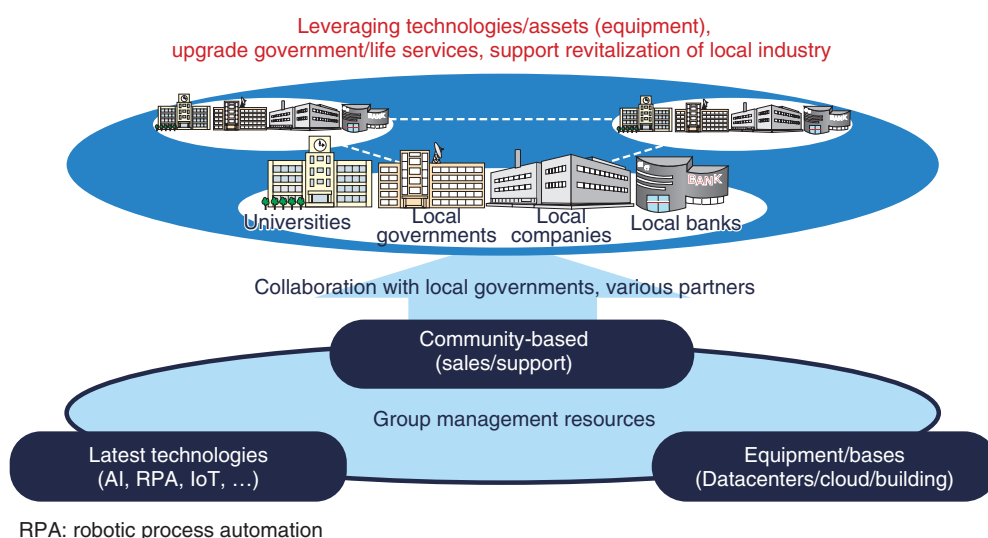 Leveraging technologies/assets (equipment),
upgrade government/life services, support revitalization of local industry
BANK
BANK
BANK
Universities
Local
governments
Local
companies
Local banks
Collaboration with local governments, various partners
Community-based
(sales/support)
Group management resources
Latest technologies
(AI, RPA, IoT, …)
Equipment/bases
(Datacenters/cloud/building)
RPA: robotic process automation